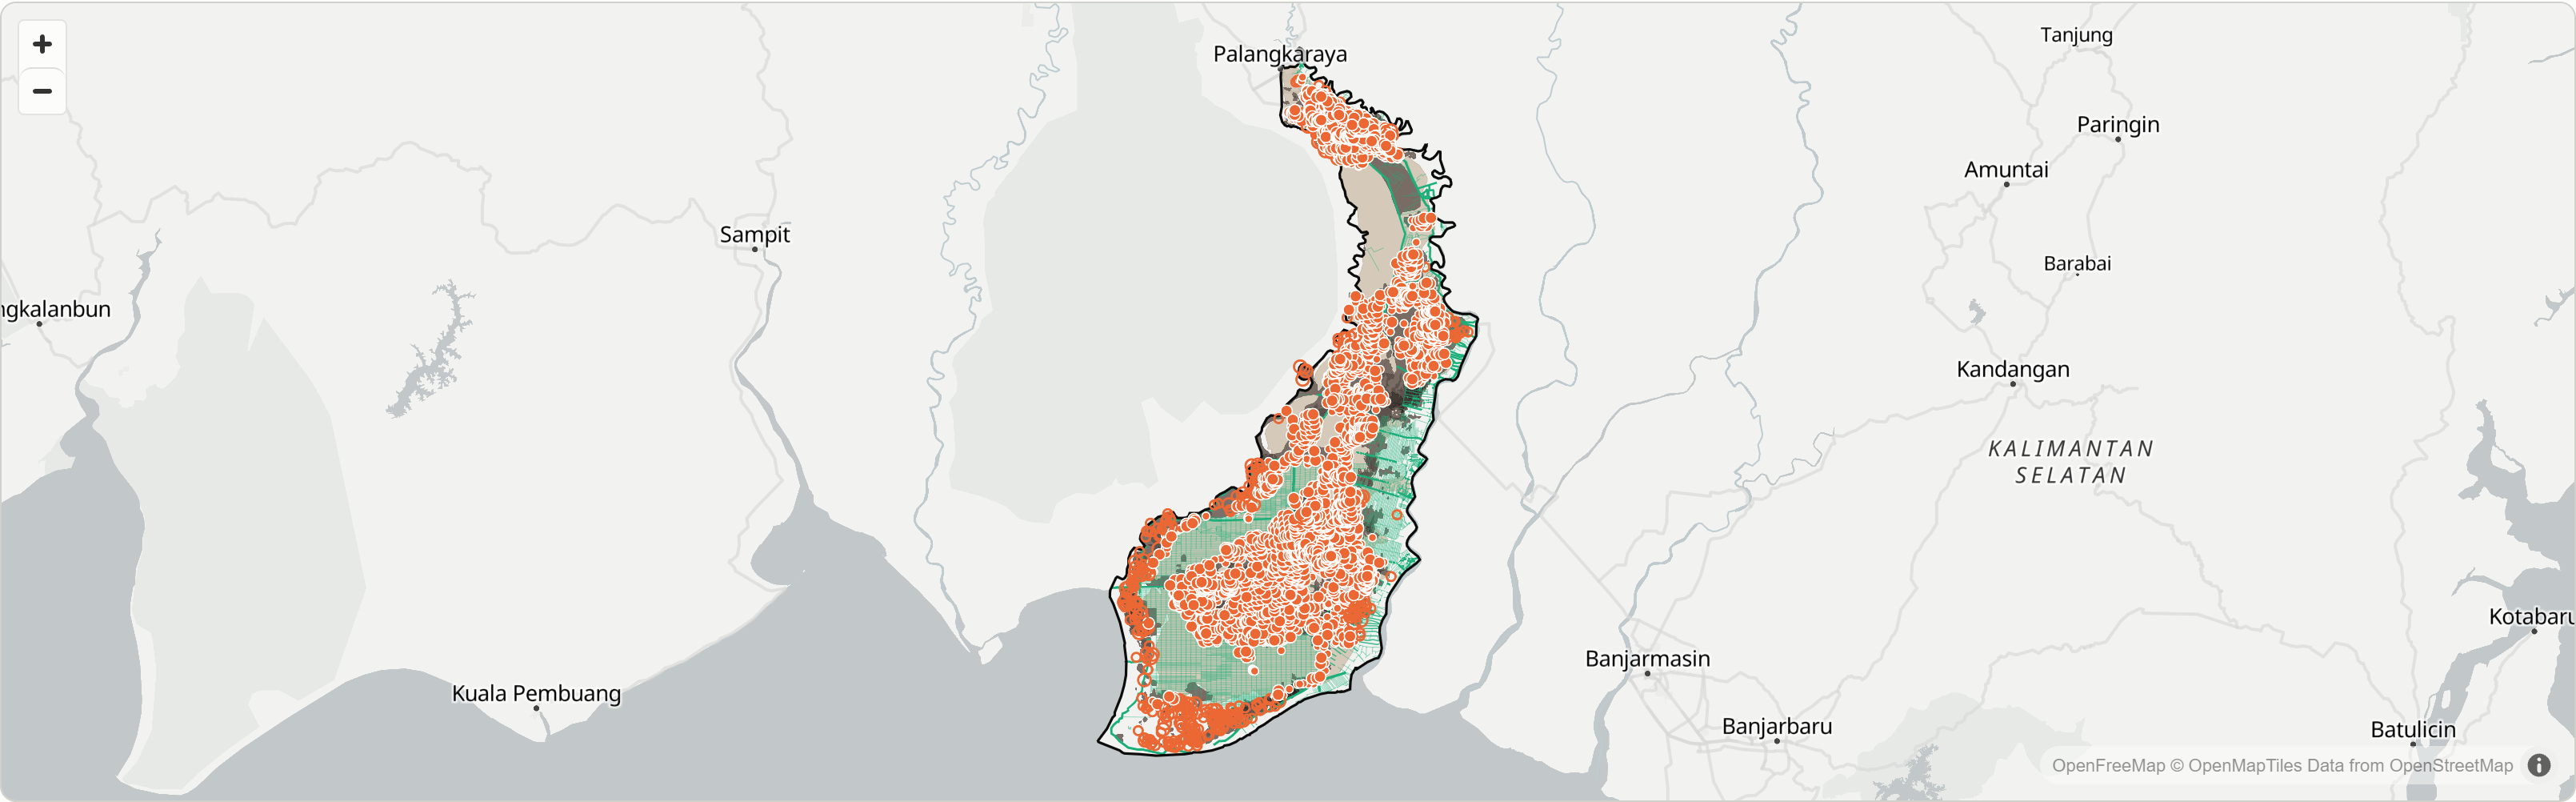 +
−
Palangkaraya
Tanjung
Paringin
Amuntai
Sampit
Barabai
ngkalanbun
Kandangan
KALIMANTAN
SELATAN
Kotabaru
Banjarmasin
Kuala Pembuang
Banjarbaru
Batulicin
OpenFreeMap © OpenMapTiles Data from OpenStreetMap